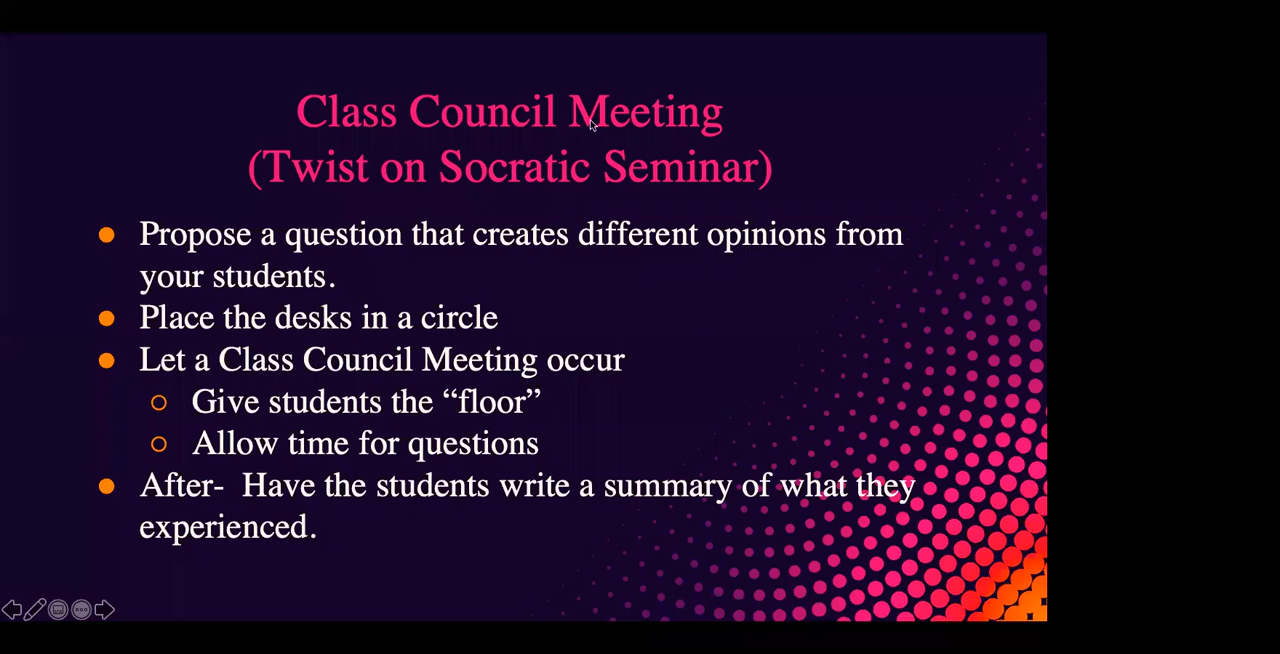 Class Council Meeting
(Twist on Socratic Seminar)
Propose a question that creates different opinions from
your students.
Place the desks in a circle
Let a Class Council Meeting occur
Give students the “floor”
Allow time for questions
After-  Have the students write a summary of what they
experienced.